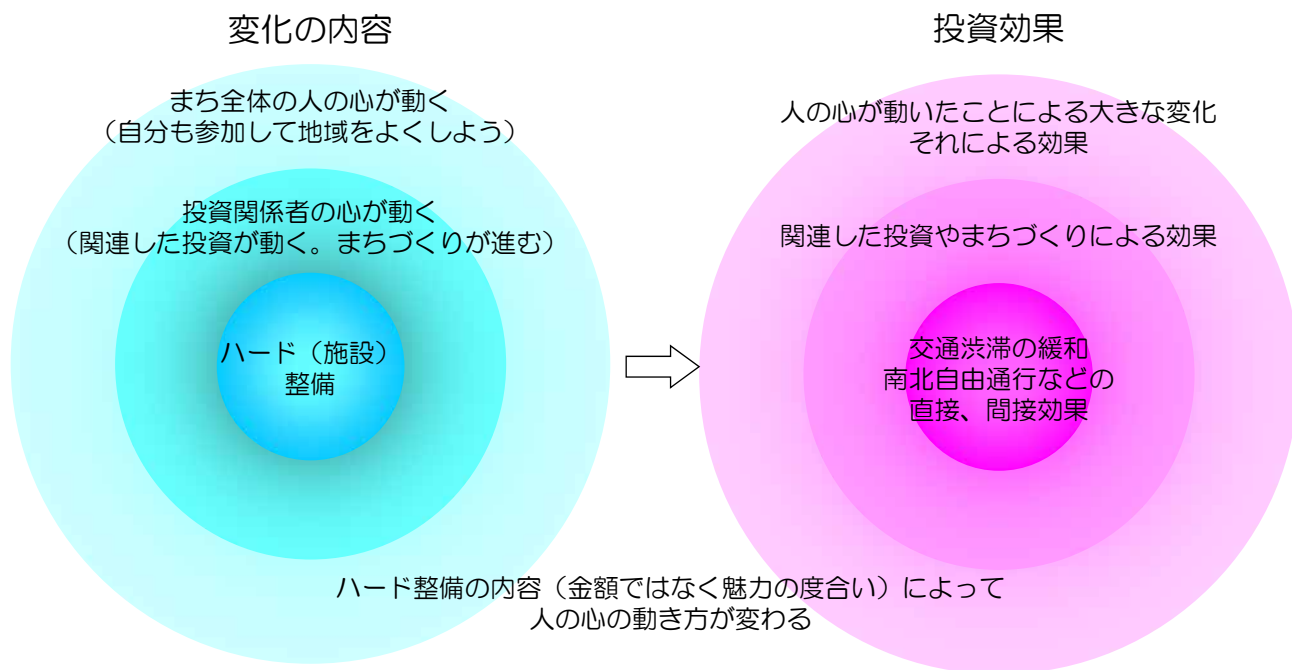 変化の内容
まち全体の人の心が動く
（自分も参加して地域をよくしよう）
投資関係者の心が動く
（関連した投資が動く。まちづくりが進む）
ハード（施設）
整備
投資効果
人の心が動いたことによる大きな変化
それによる効果
関連した投資やまちづくりによる効果
交通渋滞の緩和
南北自由通行などの
直接、間接効果
ハード整備の内容（金額ではなく魅力の度合い）によって
人の心の動き方が変わる